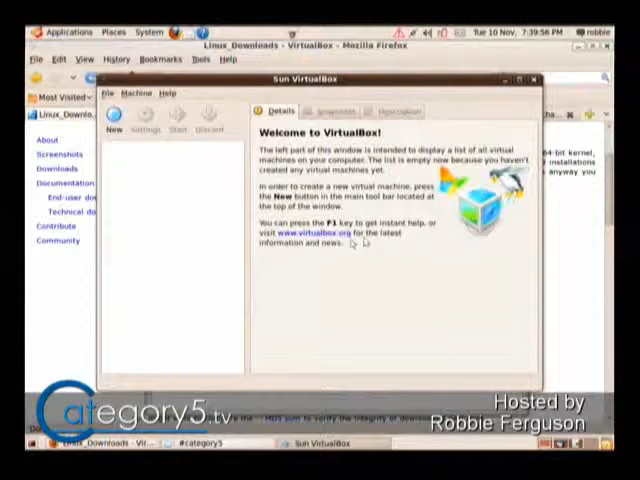 Applications Places System
Tue 10 Nov, 7:39:56 PM robbie
Linux_Downloads - VirtualBox - Mozilla Firefox
File Edit View History Bookmarks Tools Help
Sun VirtualBox
Most Visited
File Machine Help
Linux_Downlo...
Details
New Settings Start Discard
About
Screenshots
Downloads
Documentation
End-user do
Technical do
Contribute
Community
Welcome to VirtualBox!
The left part of this window is intended to display a list of all virtual
machines on your computer. The list is empty now because you haven't
created any virtual machines yet.
In order to create a new virtual machine, press
the New button in the main tool bar located at
the top of the window.
You can press the F1 key to get instant help, or
visit www.virtualbox.org for the latest
information and news.
64-bit kernel,
installations
anyway you
Category5.tv
Hosted by
Robbie Ferguson
Linux_Downloads - Vir...
#category5
Sun VirtualBox